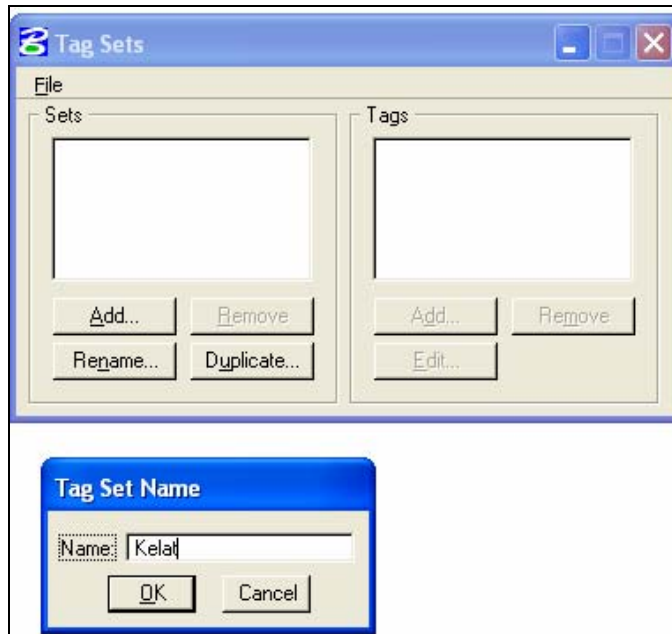 Tag Sets
File
Sets
Tags
Add...
Remove
Rename...
Duplicate...
Add...
Remove
Edit...
Tag Set Name
Name: Kelat
OK
Cancel